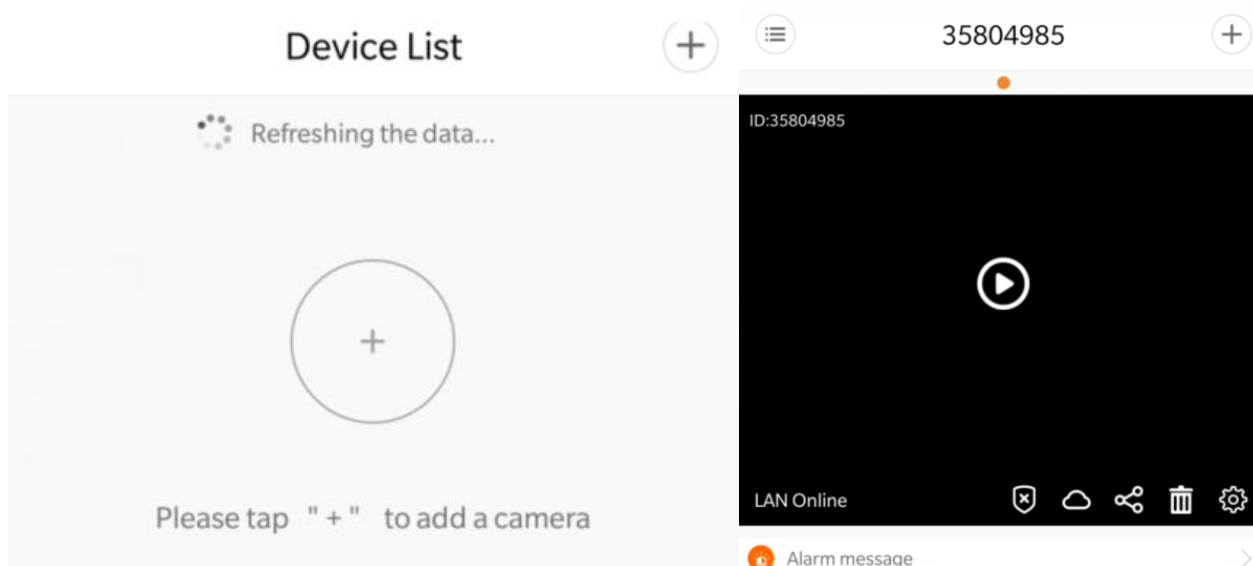 Device List
Refreshing the data...
Please tap " + " to add a camera
35804985
ID:35804985
LAN Online
Alarm message